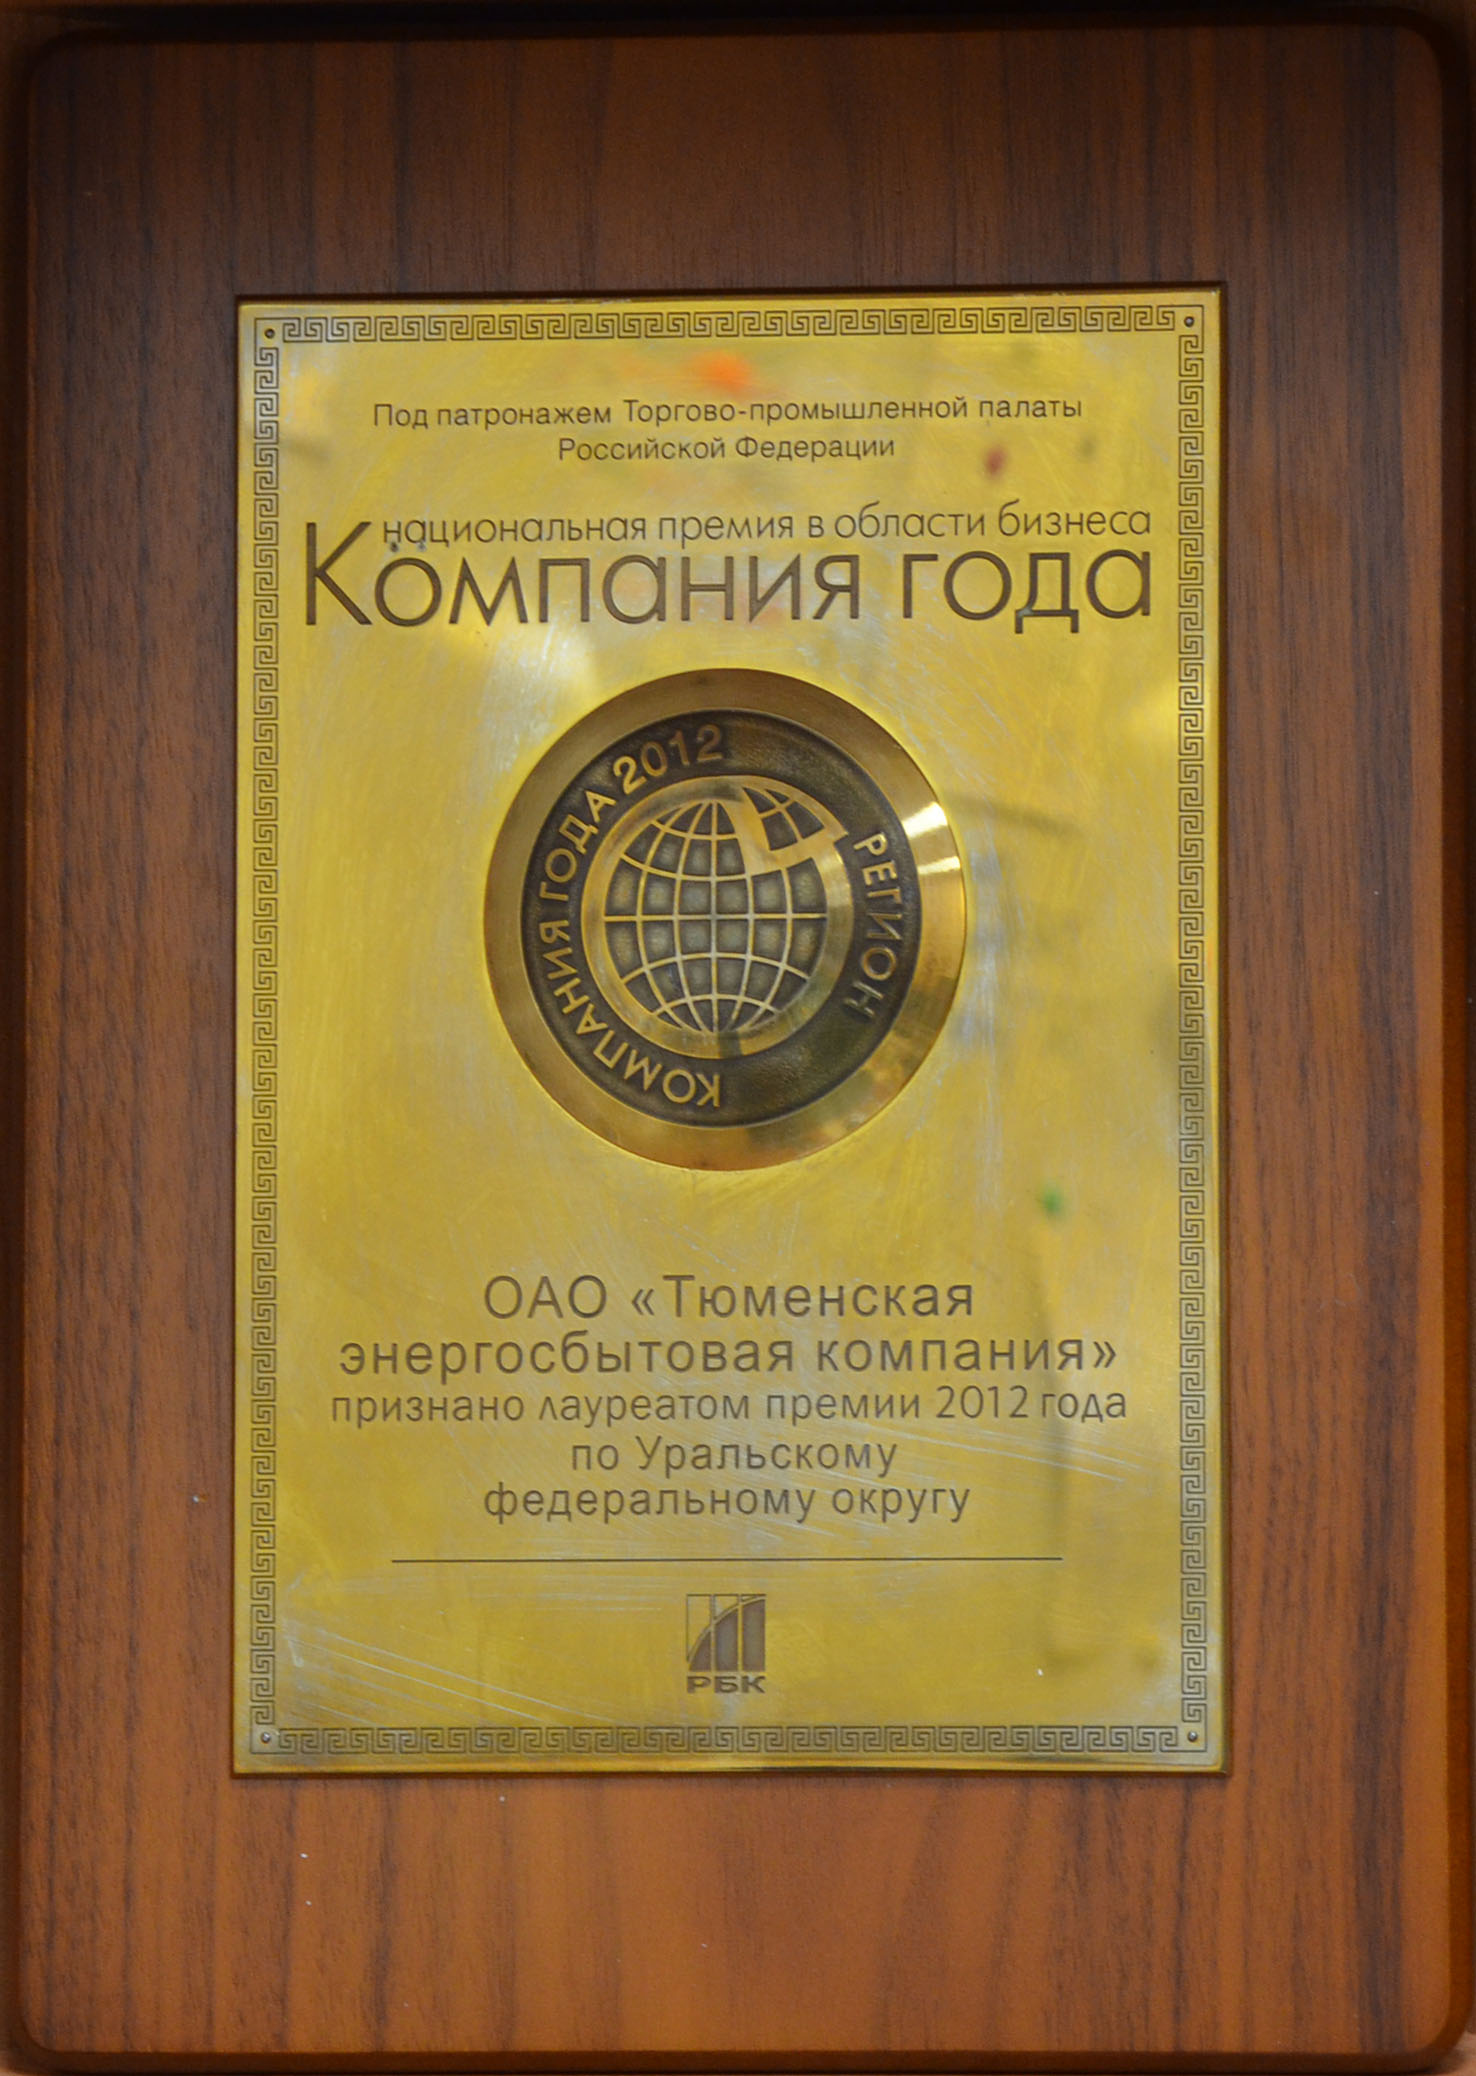 Под патронажем Торгово-промышленной палаты
Российской Федерации
национальная премия в области бизнеса
Компания года
КОМПАНИЯ ГОДА 2012
РЕГИОН
ОАО «Тюменская
энергосбытовая компания»
признано лауреатом премии 2012 года
по Уральскому
федеральному округу
РБК